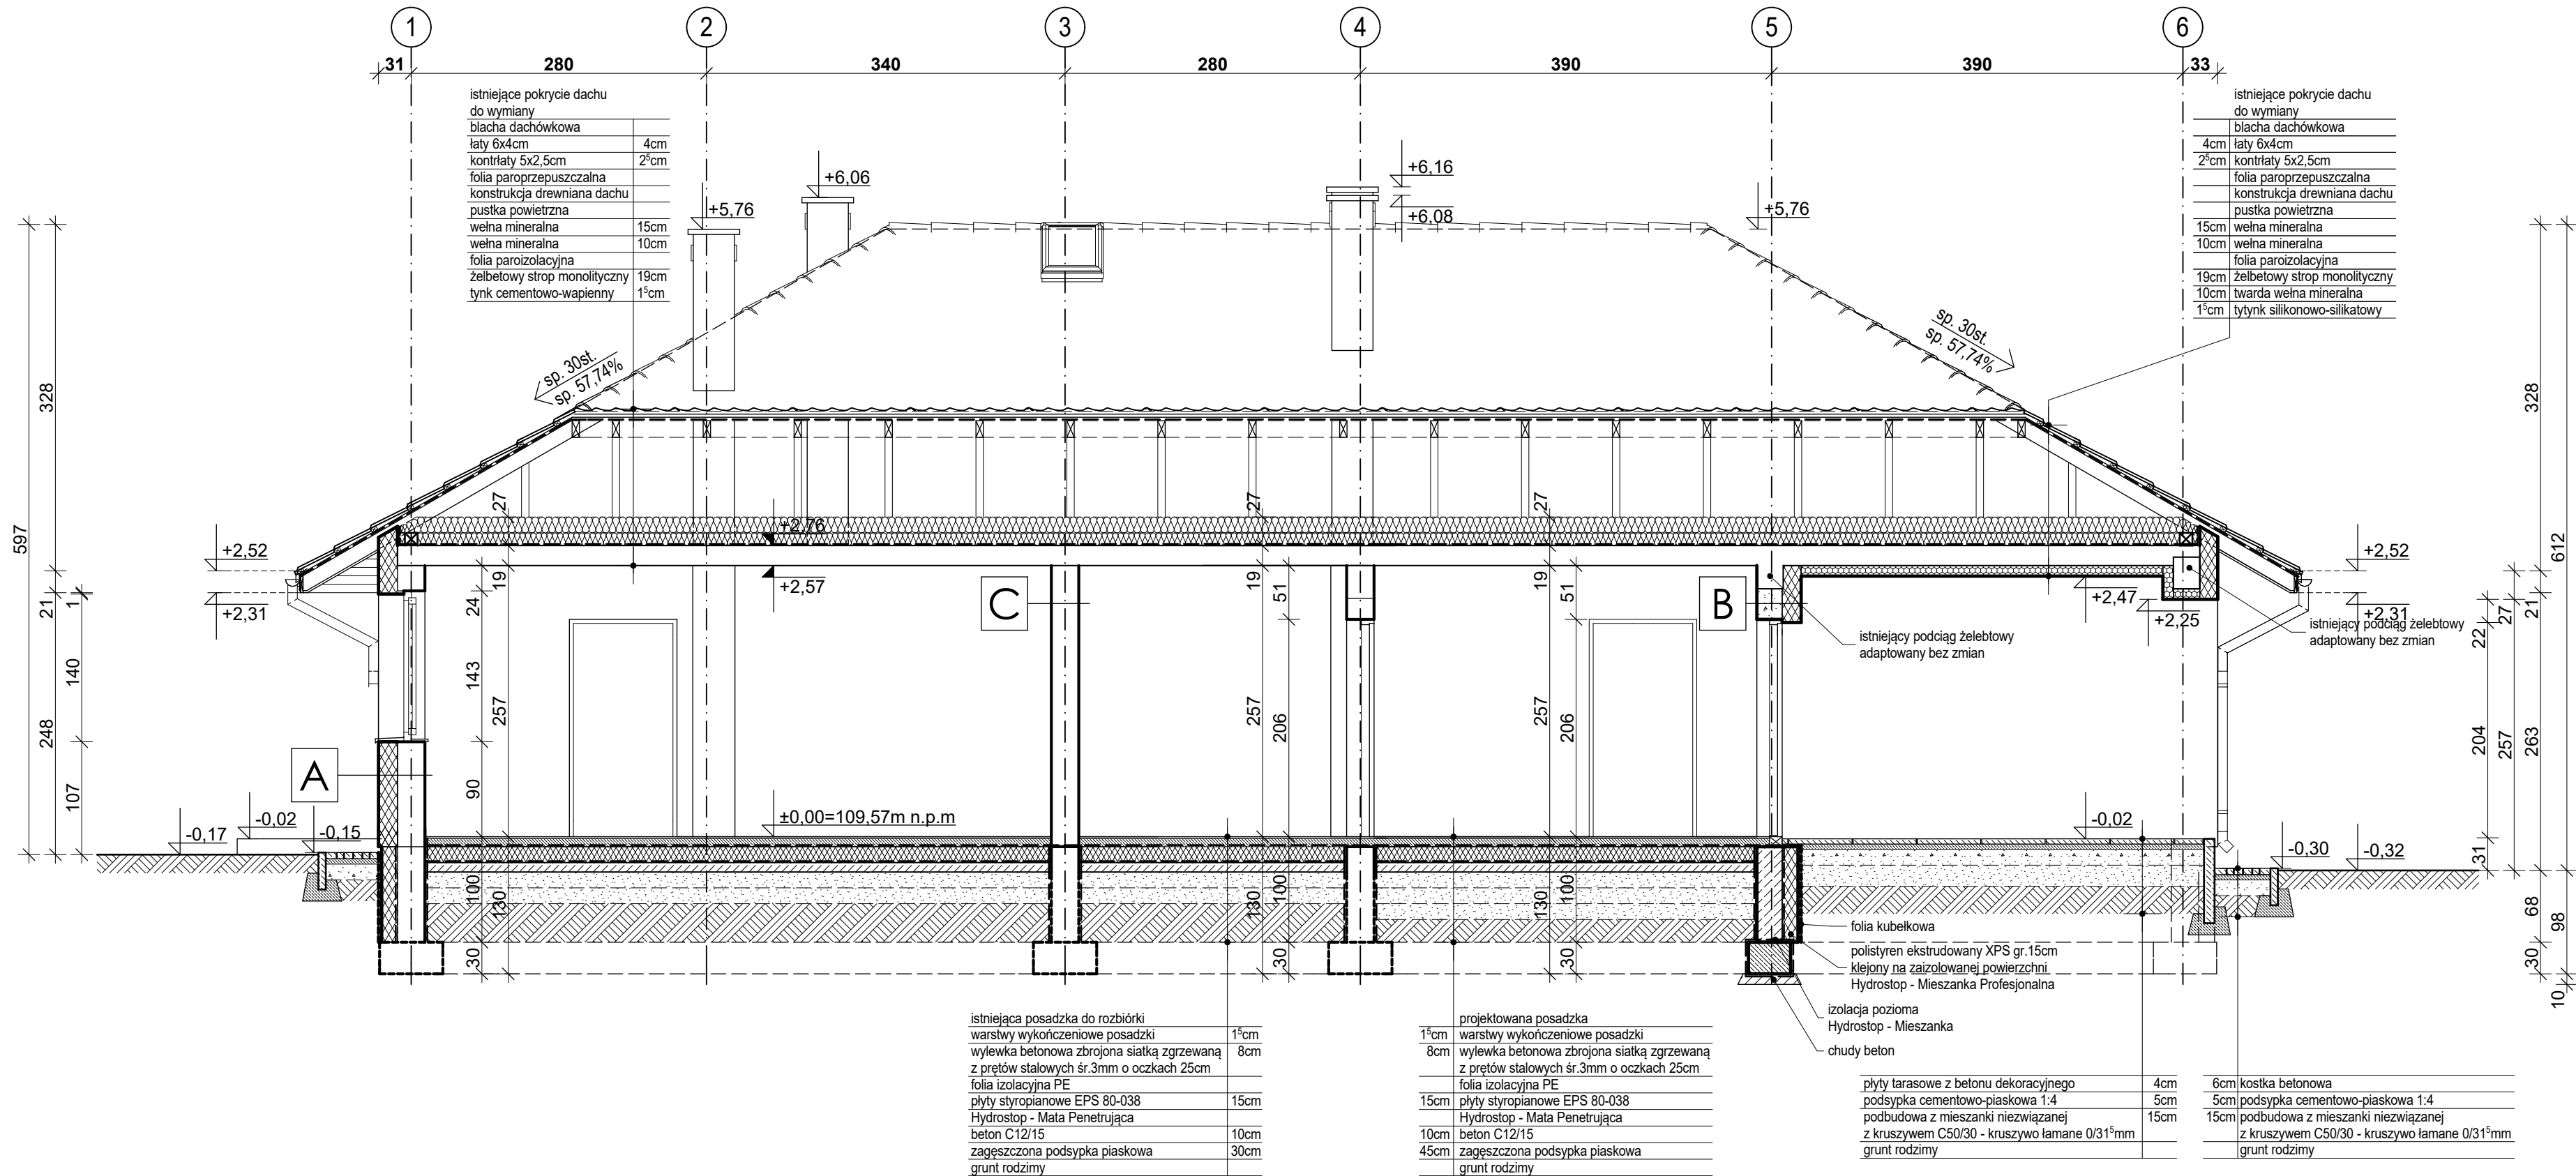 1 2 3 4 5 6
31 280 340 280 390 390 33
istniejące pokrycie dachu
do wymiany
blacha dachówkowa
łaty 6x4cm 4cm
kontrłaty 5x2,5cm 2⁵cm
folia paroprzepuszczalna
konstrukcja drewniana dachu
pustka powietrzna
wełna mineralna 15cm
wełna mineralna 10cm
folia paroizolacyjna
żelbetowy strop monolityczny 19cm
tynk cementowo-wapienny 1⁵cm
istniejące pokrycie dachu
do wymiany
blacha dachówkowa
4cm łaty 6x4cm
2⁵cm kontrłaty 5x2,5cm
folia paroprzepuszczalna
konstrukcja drewniana dachu
pustka powietrzna
15cm wełna mineralna
10cm wełna mineralna
folia paroizolacyjna
19cm żelbetowy strop monolityczny
10cm twarda wełna mineralna
1⁵cm tytynk silikonowo-silikatowy
+5,76
+6,06
+6,16
+6,08
+5,76
sp. 30st.
sp. 57,74%
sp. 30st.
sp. 57,74%
597
328
21
248
1
140
107
+2,52
+2,31
-0,17
-0,02
-0,15
A
24
143
90
100
30
27
19
257
130
+2,76
+2,57
±0,00=109,57m n.p.m
C
27
19
257
130
51
206
100
30
27
19
257
130
51
206
100
30
B
istniejący podciąg żelebtowy
adaptowany bez zmian
+2,47
+2,25
-0,02
+2,52
+2,31
istniejący podciąg żelebtowy
adaptowany bez zmian
-0,30
-0,32
22
204
31
27
257
328
21
263
68
30
612
98
10
folia kubełkowa
polistyren ekstrudowany XPS gr.15cm
klejony na zaizolowanej powierzchni
Hydrostop - Mieszanka Profesjonalna
izolacja pozioma
Hydrostop - Mieszanka
chudy beton
istniejąca posadzka do rozbiórki
warstwy wykończeniowe posadzki 1⁵cm
wylewka betonowa zbrojona siatką zgrzewaną 8cm
z prętów stalowych śr.3mm o oczkach 25cm
folia izolacyjna PE
płyty styropianowe EPS 80-038 15cm
Hydrostop - Mata Penetrująca
beton C12/15 10cm
zagęszczona podsypka piaskowa 30cm
grunt rodzimy
projektowana posadzka
1⁵cm warstwy wykończeniowe posadzki
8cm wylewka betonowa zbrojona siatką zgrzewaną
z prętów stalowych śr.3mm o oczkach 25cm
folia izolacyjna PE
15cm płyty styropianowe EPS 80-038
Hydrostop - Mata Penetrująca
10cm beton C12/15
45cm zagęszczona podsypka piaskowa
grunt rodzimy
płyty tarasowe z betonu dekoracyjnego 4cm
podsypka cementowo-piaskowa 1:4 5cm
podbudowa z mieszanki niezwiązanej 15cm
z kruszywem C50/30 - kruszywo łamane 0/31⁵mm
grunt rodzimy
6cm kostka betonowa
5cm podsypka cementowo-piaskowa 1:4
15cm podbudowa z mieszanki niezwiązanej
z kruszywem C50/30 - kruszywo łamane 0/31⁵mm
grunt rodzimy